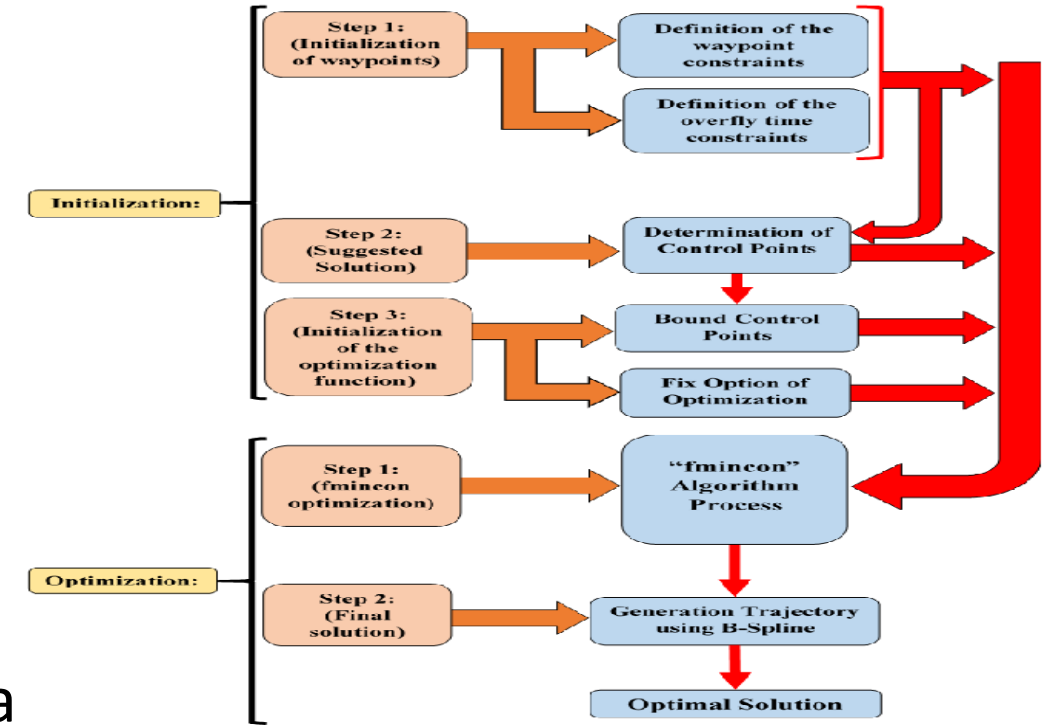 Initialization:
Step 1:
(Initialization
of waypoints)
Definition of the
waypoint
constraints
Definition of the
overfly time
constraints
Step 2:
(Suggested
Solution)
Determination of
Control Points
Step 3:
(Initialization
of the
optimization
function)
Bound Control
Points
Fix Option of
Optimization
Optimization:
Step 1:
(fmincon
optimization)
“fmincon”
Algorithm
Process
Step 2:
(Final
solution)
Generation Trajectory
using B-Spline
Optimal Solution
a